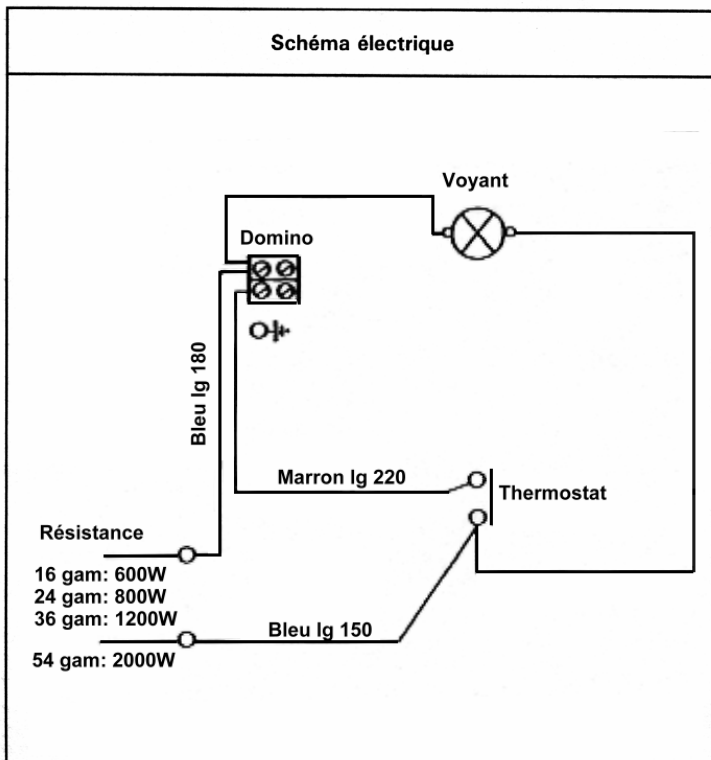 Schéma électrique
Voyant
Domino
Bleu lg 180
Marron lg 220
Thermostat
Résistance
16 gam: 600W
24 gam: 800W
36 gam: 1200W
Bleu lg 150
54 gam: 2000W